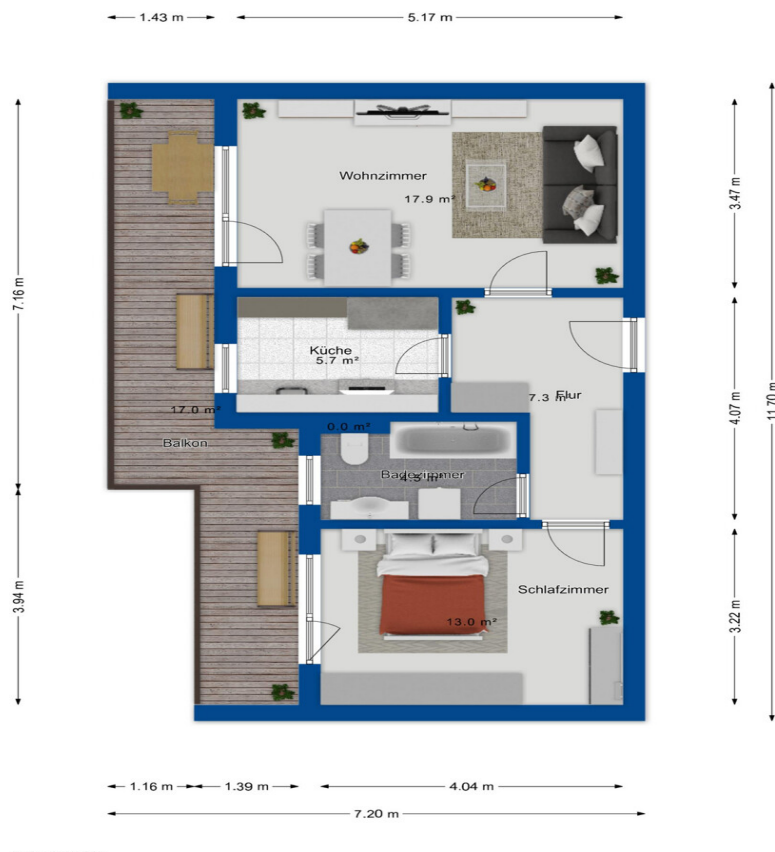 1.43 m
5.17 m
Wohnzimmer
17.9 m²
3.47 m
7.16 m
Küche
5.7 m²
Flur
7.3 m²
4.07 m
11.70 m
17.0 m²
Balkon
0.0 m²
Badezimmer
4.5 m²
Schlafzimmer
13.0 m²
3.94 m
3.22 m
1.16 m
1.39 m
4.04 m
7.20 m